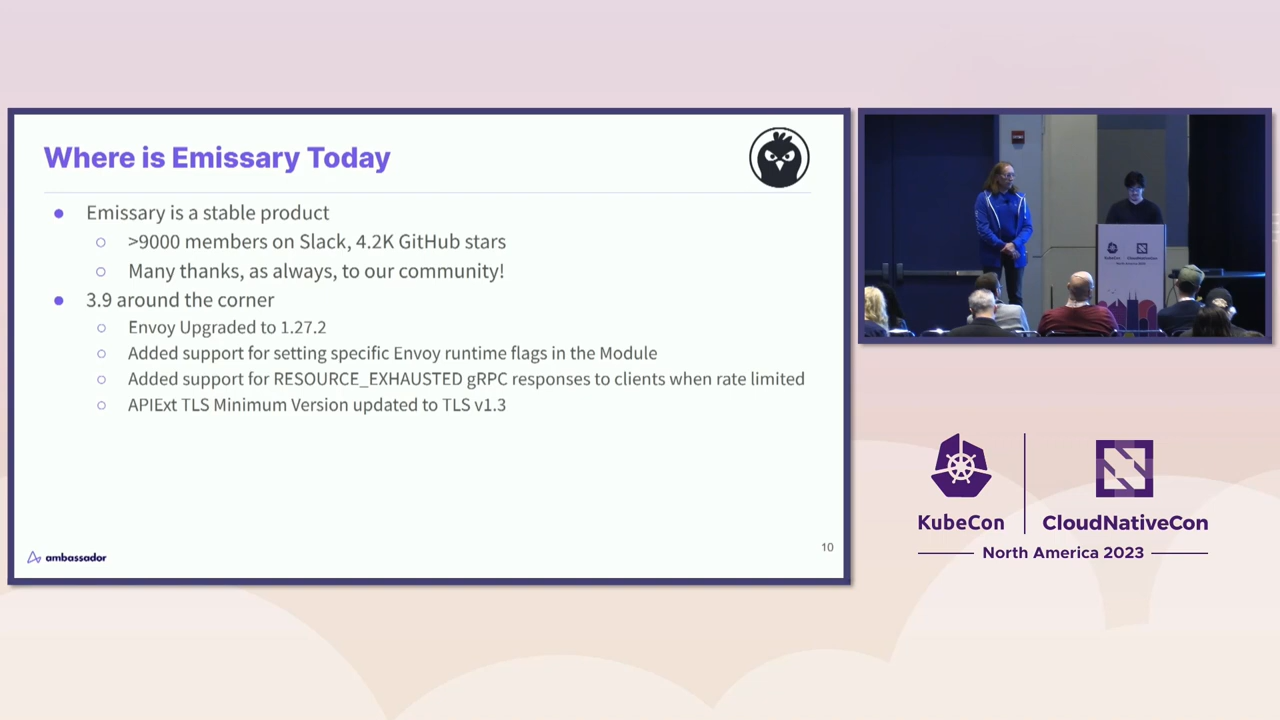 Where is Emissary Today
Emissary is a stable product
>9000 members on Slack, 4.2K GitHub stars
Many thanks, as always, to our community!
3.9 around the corner
Envoy Upgraded to 1.27.2
Added support for setting specific Envoy runtime flags in the Module
Added support for RESOURCE_EXHAUSTED gRPC responses to clients when rate limited
APIExt TLS Minimum Version updated to TLS v1.3
ambassador
10
KubeCon
CloudNativeCon
KubeCon
CloudNativeCon
North America 2023